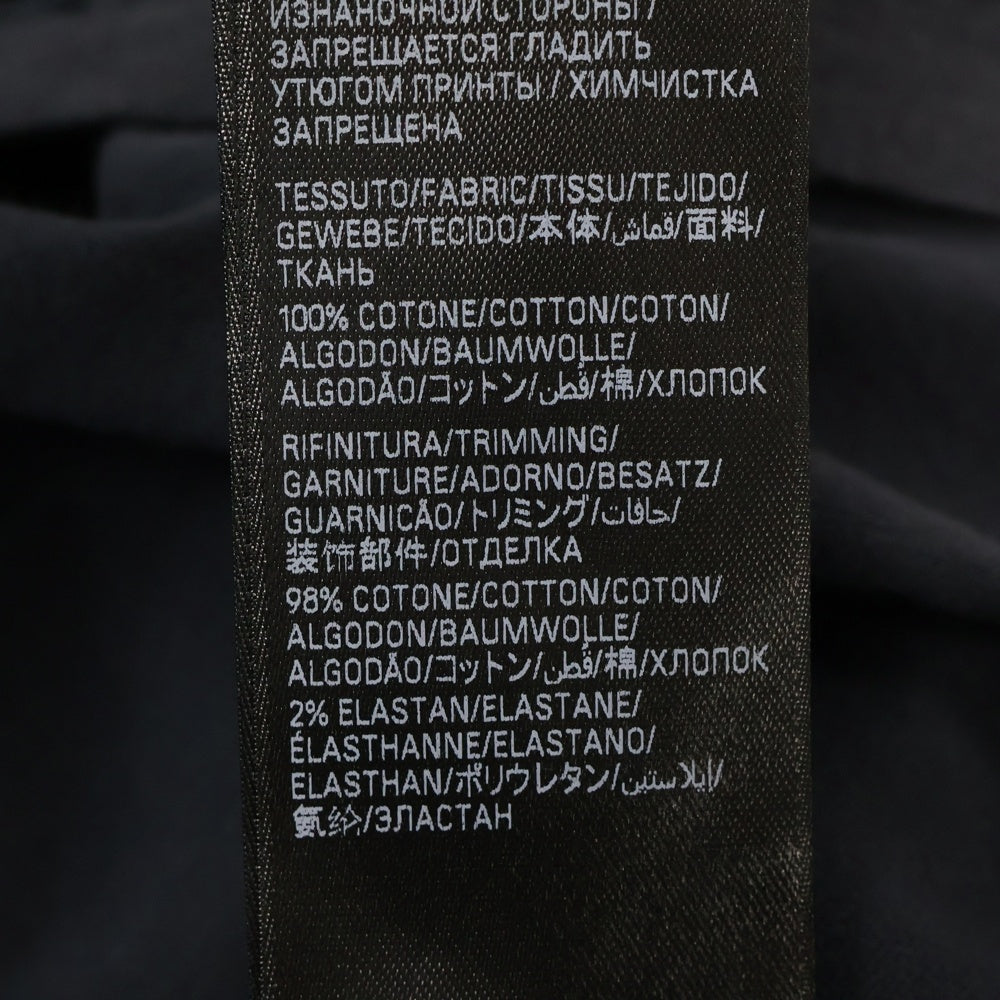 ИЗНАНОЧНОЙ СТОРОНЫ /
ЗАПРЕЩАЕТСЯ ГЛАДИТЬ
УТЮГОМ ПРИНТЫ / ХИМЧИСТКА
ЗАПРЕЩЕНА
TESSUTO/FABRIC/TISSU/TEJIDO/
GEWEBE/TECIDO/本体/قماش/面料/
ТКАНЬ
100% COTONE/COTTON/COTON/
ALGODON/BAUMWOLLE/
ALGODÃO/コットン/قُطن/棉/ХЛОПОК
RIFINITURA/TRIMMING/
GARNITURE/ADORNO/BESATZ/
GUARNICÃO/トリミング/حافات/
装饰部件/ОТДЕЛКА
98% COTONE/COTTON/COTON/
ALGODON/BAUMWOLLE/
ALGODÃO/コットン/قُطن/棉/ХЛОПОК
2% ELASTAN/ELASTANE/
ÉLASTHANNE/ELASTANO/
ELASTHAN/ポリウレタン/إيلاستين/
氨纶/ЭЛАСТАН